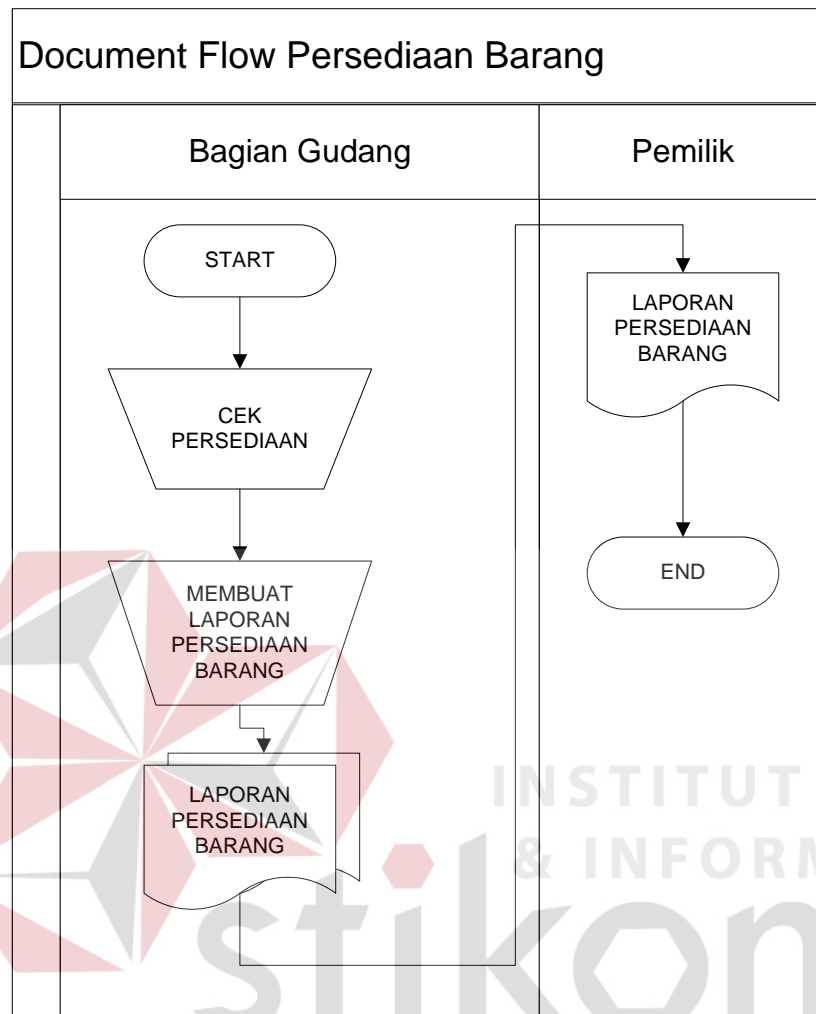 Document Flow Persediaan Barang
Bagian Gudang
Pemilik
START
CEK
PERSEDIAAN
MEMBUAT
LAPORAN
PERSEDIAAN
BARANG
LAPORAN
PERSEDIAAN
BARANG
LAPORAN
PERSEDIAAN
BARANG
END
INSTITUT
& INFORM
stikom